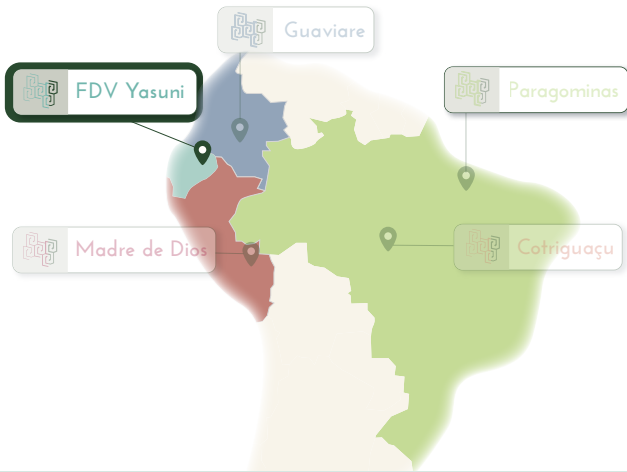 Guaviare
FDV Yasuni
Paragominas
Madre de Dios
Cotriguaçu